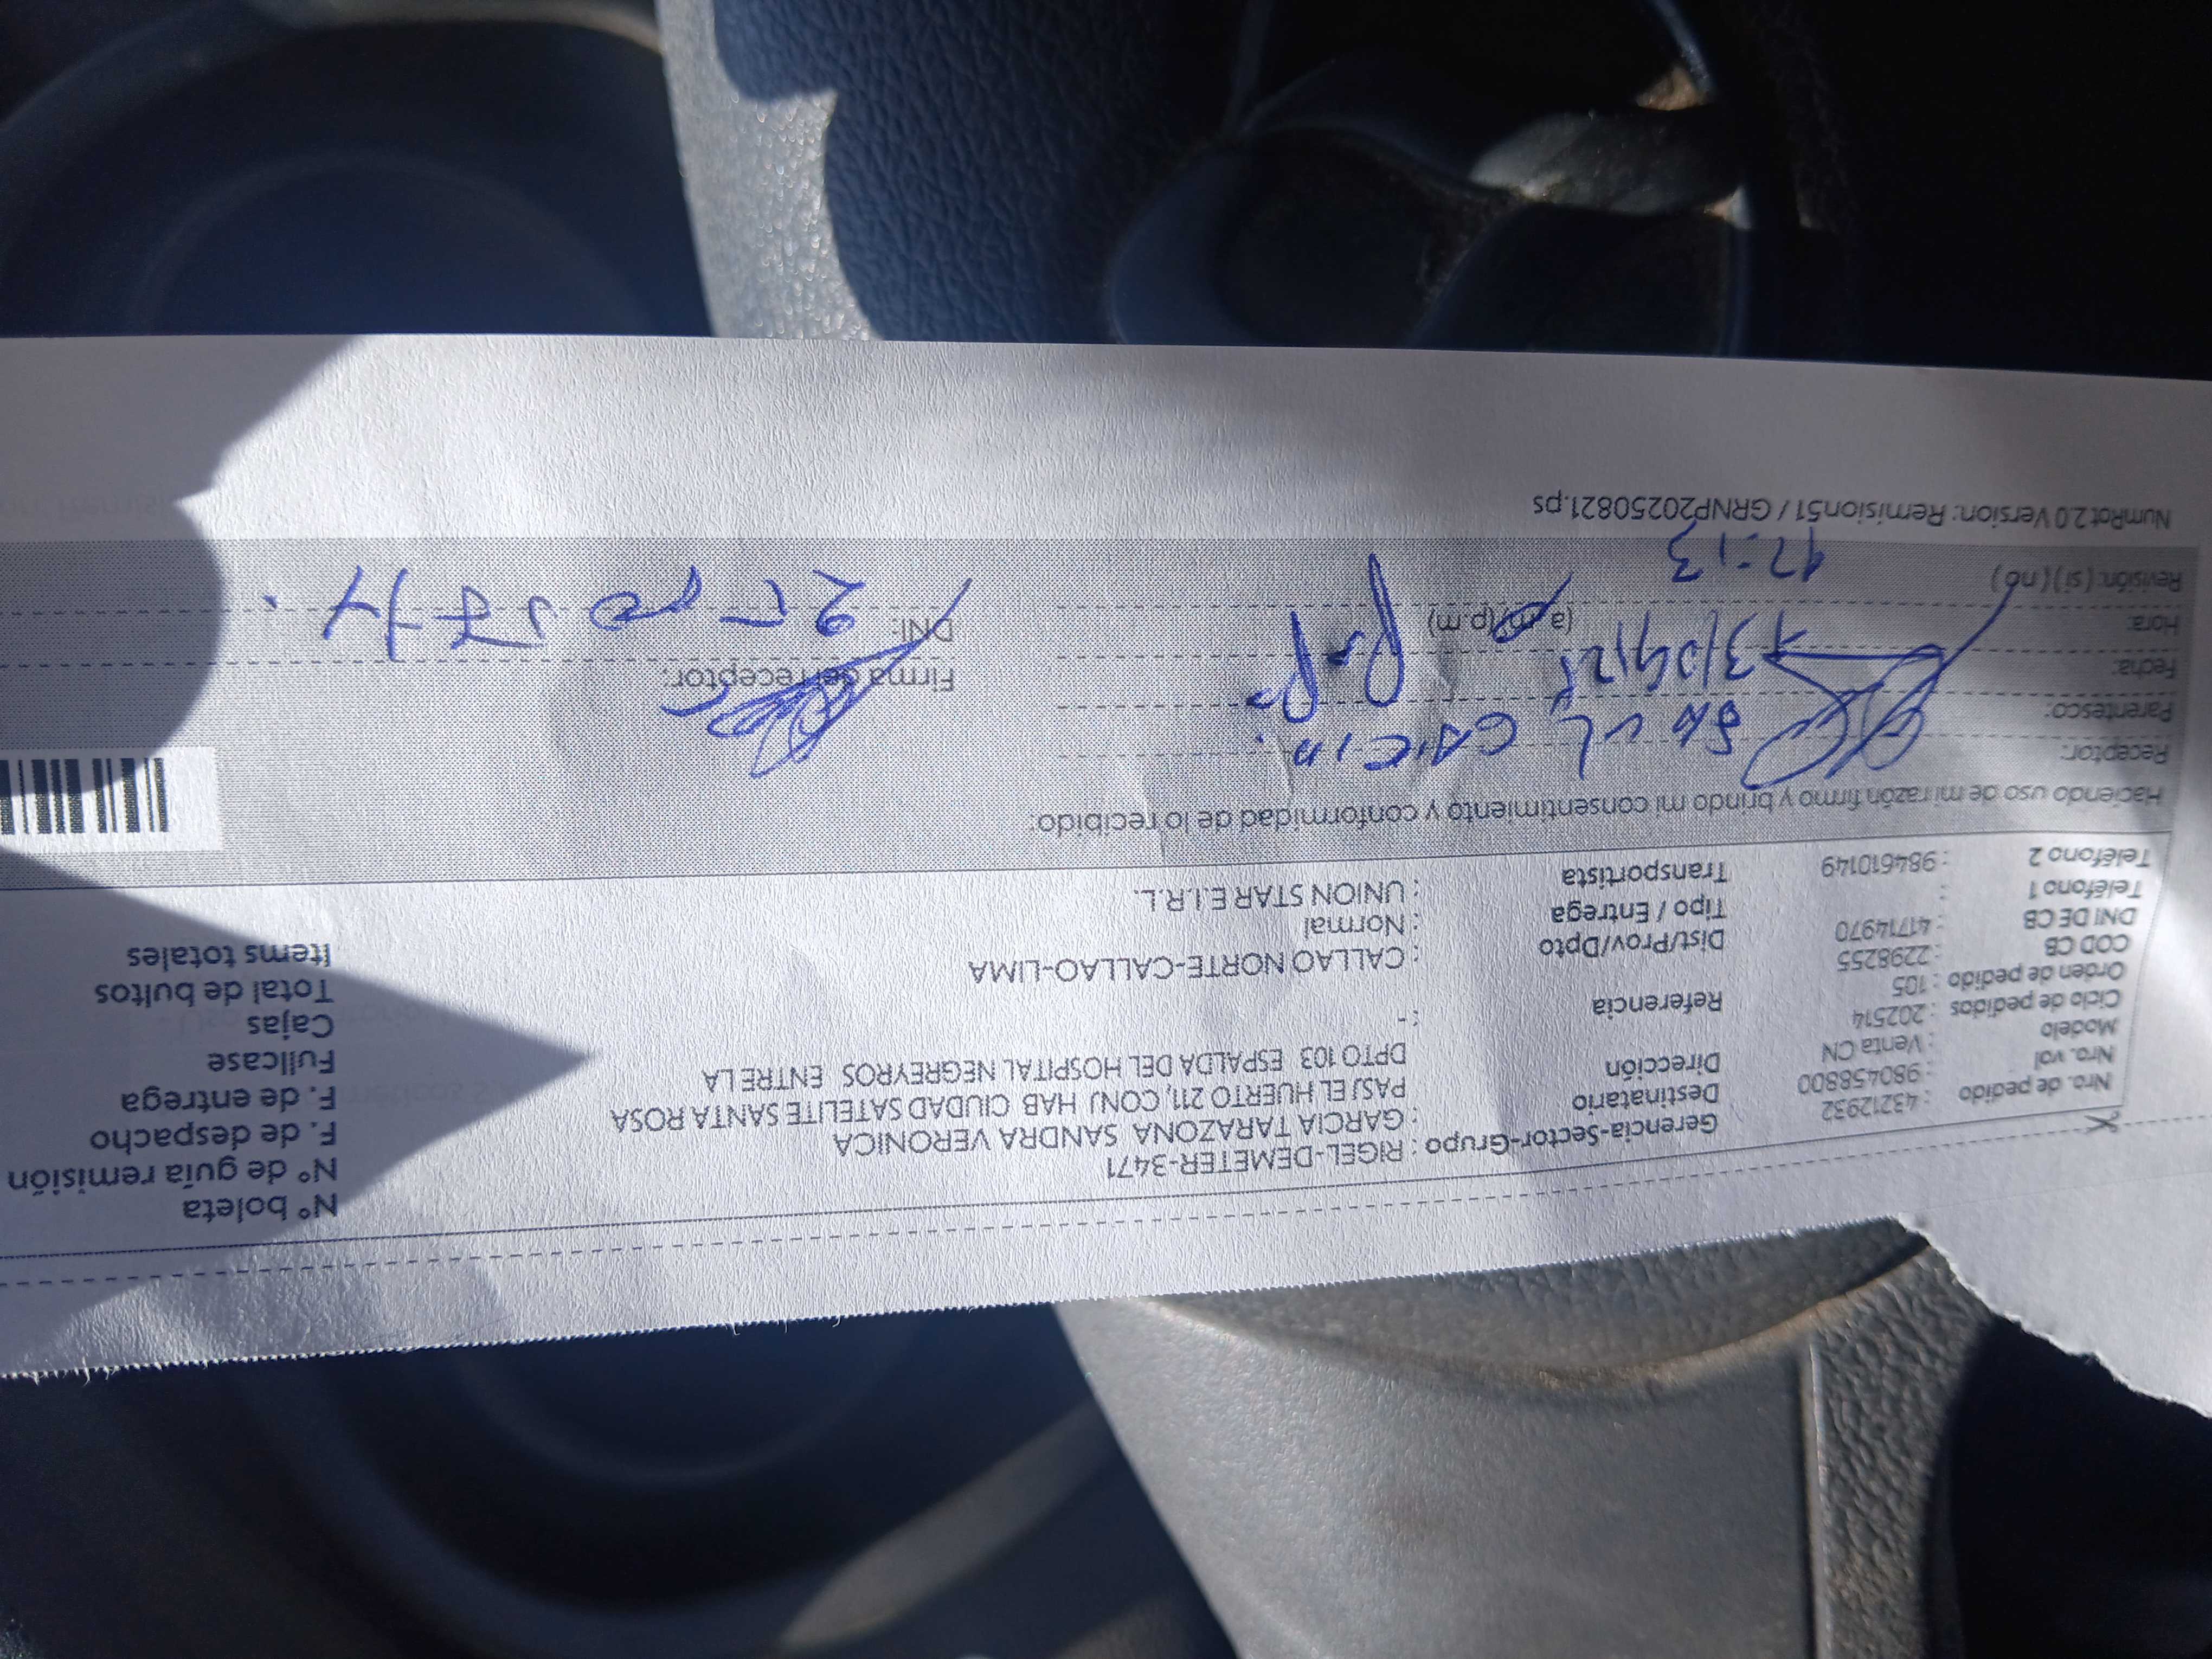 Nro. de pedido : 43212932
Nro. val : 980458800
Modelo : Venta CN
Ciclo de pedidos : 202514
Orden de pedido : 105
COD CB : 2298255
DNI DE CB : 41714970
Teléfono 1 :
Teléfono 2 : 984610149
Gerencia-Sector-Grupo : RIGEL-DEMETER-3471
Destinatario : GARCIA TARAZONA SANDRA VERONICA
Dirección PASJ EL HUERTO 211, CONJ HAB CIUDAD SATELITE SANTA ROSA
DPTO 103 ESPALDA DEL HOSPITAL NEGREYROS ENTRE LA
Referencia : -
Dist/Prov/Dpto : CALLAO NORTE-CALLAO-LIMA
Tipo / Entrega : Normal
Transportista : UNION STAR E.I.R.L.
N° boleta
N° de guía remisión
F. de despacho
F. de entrega
Fullcase
Cajas
Total de bultos
Items totales
Haciendo uso de mi razón firmo y brindo mi consentimiento y conformidad de lo recibido:
Receptor:
Parentesco:
Fecha:
Hora: (p.m)
Revisión: (si) (no)
Firma del receptor:
DNI:
NumRot 2.0 Version: Remision51 / GRNP20250821.ps